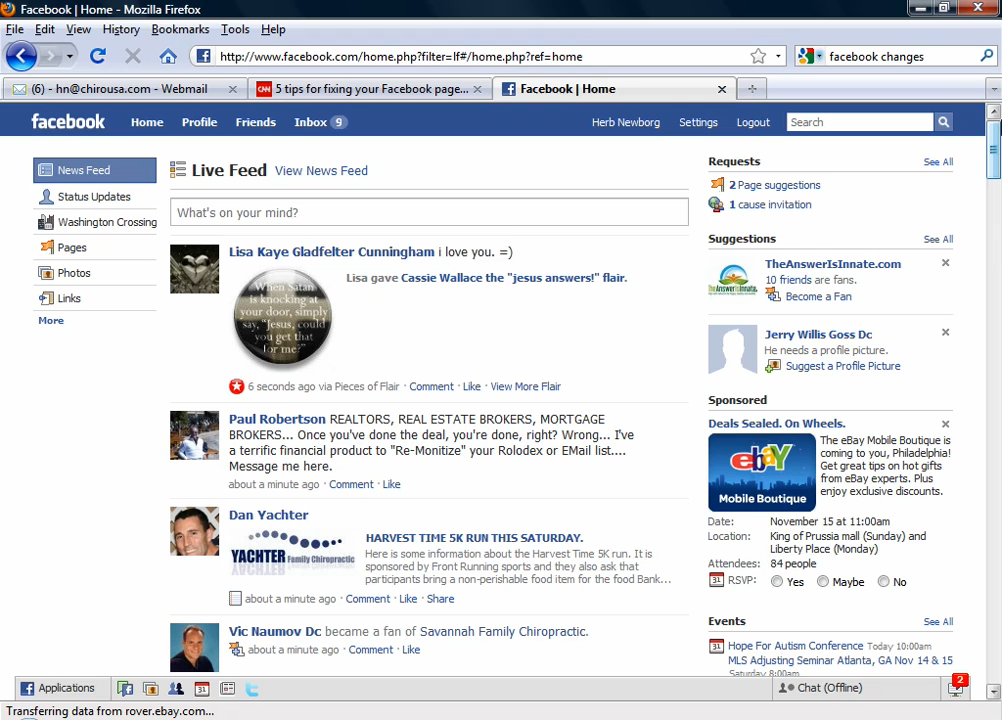 Facebook | Home - Mozilla Firefox
File Edit View History Bookmarks Tools Help
http://www.facebook.com/home.php?filter=lf#/home.php?ref=home
facebook changes
(6) - hn@chirousa.com - Webmail
CNN 5 tips for fixing your Facebook page...
Facebook | Home
facebook Home Profile Friends Inbox 9 Herb Newborg Settings Logout Search
News Feed
Status Updates
Washington Crossing
Pages
Photos
Links
More
Live Feed View News Feed
What's on your mind?
Lisa Kaye Gladfelter Cunningham i love you. =)
Lisa gave Cassie Wallace the "jesus answers!" flair.
When Satan
is knocking at
your door, simply
say, "Jesus, could
you get that
for me?"
6 seconds ago via Pieces of Flair · Comment · Like · View More Flair
Paul Robertson REALTORS, REAL ESTATE BROKERS, MORTGAGE
BROKERS... Once you've done the deal, you're done, right? Wrong... I've
a terrific financial product to "Re-Monitize" your Rolodex or EMail list....
Message me here.
about a minute ago · Comment · Like
Dan Yachter
YACHTER Family Chiropractic
HARVEST TIME 5K RUN THIS SATURDAY.
Here is some information about the Harvest Time 5K run. It is
sponsored by Front Running sports and they also ask that
participants bring a non-perishable food item for the food Bank...
about a minute ago · Comment · Like · Share
Vic Naumov Dc became a fan of Savannah Family Chiropractic.
about a minute ago · Comment · Like
Requests See All
2 Page suggestions
1 cause invitation
Suggestions See All
TheAnswerIsInnate.com
TheAnswerIsInnate.com
10 friends are fans.
Become a Fan
Jerry Willis Goss Dc
He needs a profile picture.
Suggest a Profile Picture
Sponsored
Deals Sealed. On Wheels.
ebay
Mobile Boutique
The eBay Mobile Boutique is
coming to you, Philadelphia!
Get great tips on hot gifts
from eBay experts. Plus
enjoy exclusive discounts.
Date: November 15 at 11:00am
Location: King of Prussia mall (Sunday) and
Liberty Place (Monday)
Attendees: 84 people
31 RSVP: Yes Maybe No
Events See All
31 Hope For Autism Conference Today 10:00am
MLS Adjusting Seminar Atlanta, GA Nov 14 & 15
Saturday 8:00am
Applications 31 Chat (Offline) 2
Transferring data from rover.ebay.com...